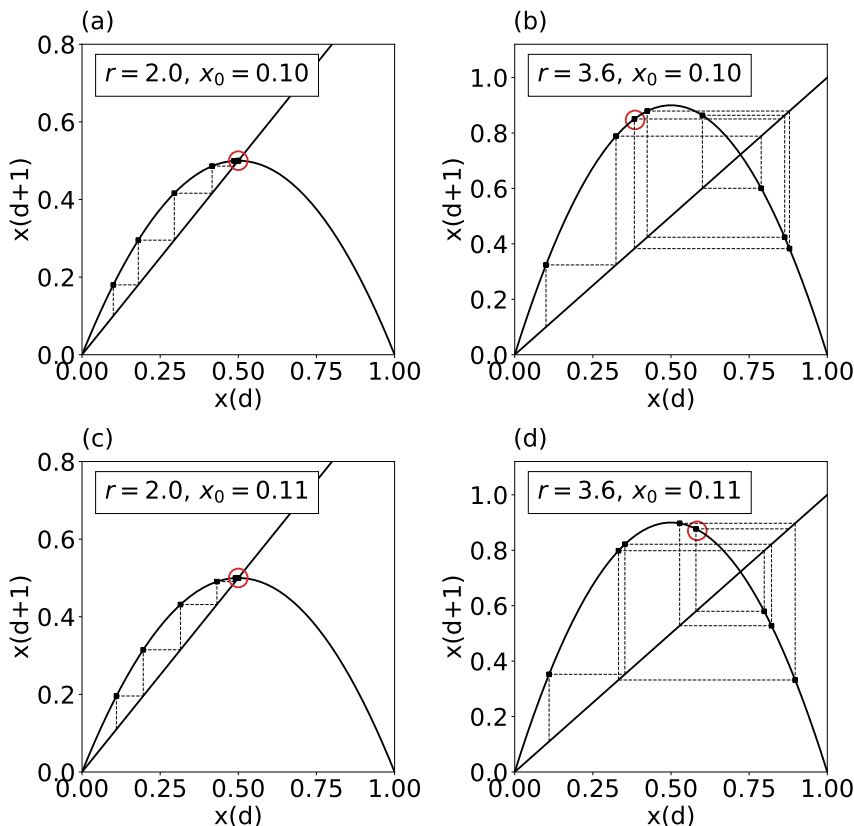 (a)
0.8
0.6
0.4
0.2
0.0
x(d+1)
r = 2.0, x₀ = 0.10
0.00 0.25 0.50 0.75 1.00
x(d)
(b)
1.0
0.8
0.6
0.4
0.2
0.0
x(d+1)
r = 3.6, x₀ = 0.10
0.00 0.25 0.50 0.75 1.00
x(d)
(c)
0.8
0.6
0.4
0.2
0.0
x(d+1)
r = 2.0, x₀ = 0.11
0.00 0.25 0.50 0.75 1.00
x(d)
(d)
1.0
0.8
0.6
0.4
0.2
0.0
x(d+1)
r = 3.6, x₀ = 0.11
0.00 0.25 0.50 0.75 1.00
x(d)